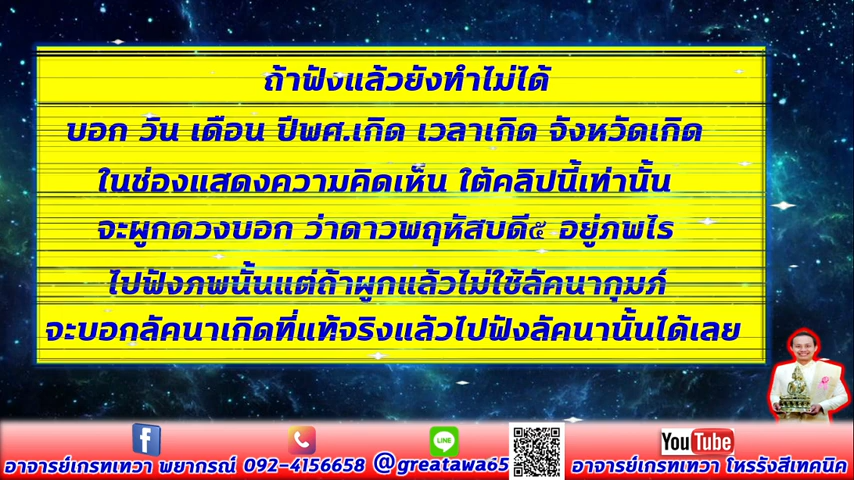 ถ้าฟังแล้วยังทำไม่ได้
บอก วัน เดือน ปีพศ.เกิด เวลาเกิด จังหวัดเกิด
ในช่องแสดงความคิดเห็น ใต้คลิปนี้เท่านั้น
จะผูกดวงบอก ว่าดาวพฤหัสบดี๕ อยู่ภพไร
ไปฟังภพนั้นแต่ถ้าผูกแล้วไม่ใช้ลัคนากุมภ์
จะบอกลัคนาเกิดที่แท้จริงแล้วไปฟังลัคนานั้นได้เลย
f LINE You Tube
อาจารย์เกรทเทวา พยากรณ์ 092-4156658 @greatawa65 อาจารย์เกรทเทวา โหรรังสีเทคนิค